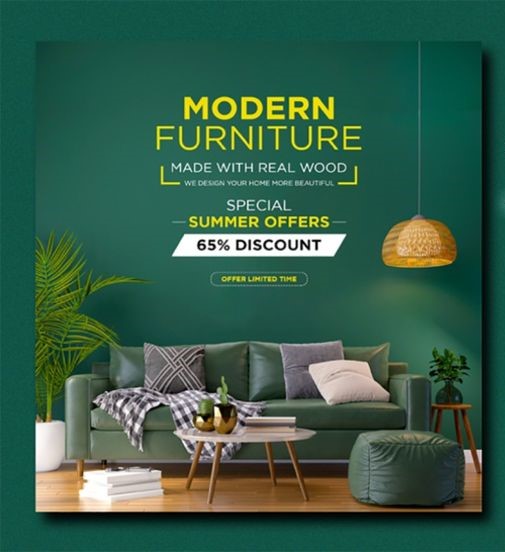 MODERN
FURNITURE
MADE WITH REAL WOOD
WE DESIGN YOUR HOME MORE BEAUTIFUL
SPECIAL
SUMMER OFFERS
65% DISCOUNT
OFFER LIMITED TIME